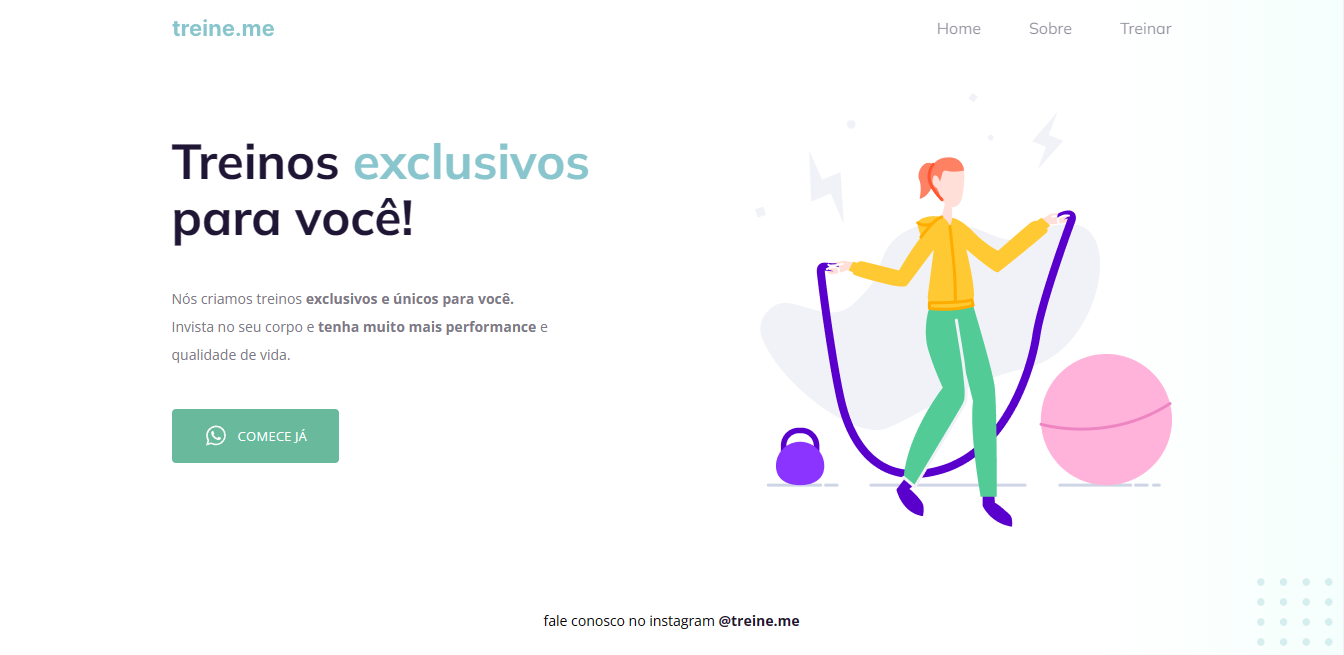 treine.me
Home
Sobre
Treinar
Treinos exclusivos
para você!
Nós criamos treinos exclusivos e únicos para você.
Invista no seu corpo e tenha muito mais performance e
qualidade de vida.
COMECE JÁ
fale conosco no instagram @treine.me